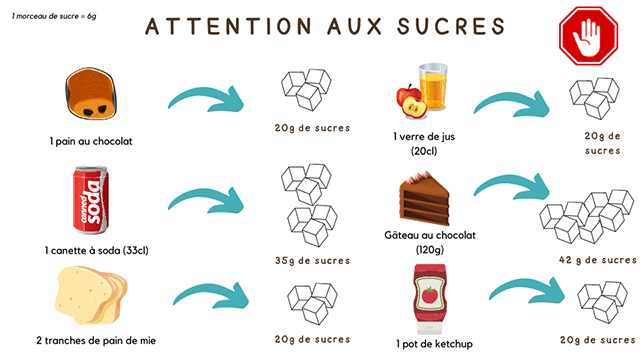 1 morceau de sucre = 6g
ATTENTION AUX SUCRES
1 pain au chocolat
20g de sucres
1 verre de jus
(20cl)
20g de
sucres
canned
soda
1 canette à soda (33cl)
35g de sucres
Gâteau au chocolat
(120g)
42 g de sucres
2 tranches de pain de mie
20g de sucres
1 pot de ketchup
20g de sucres